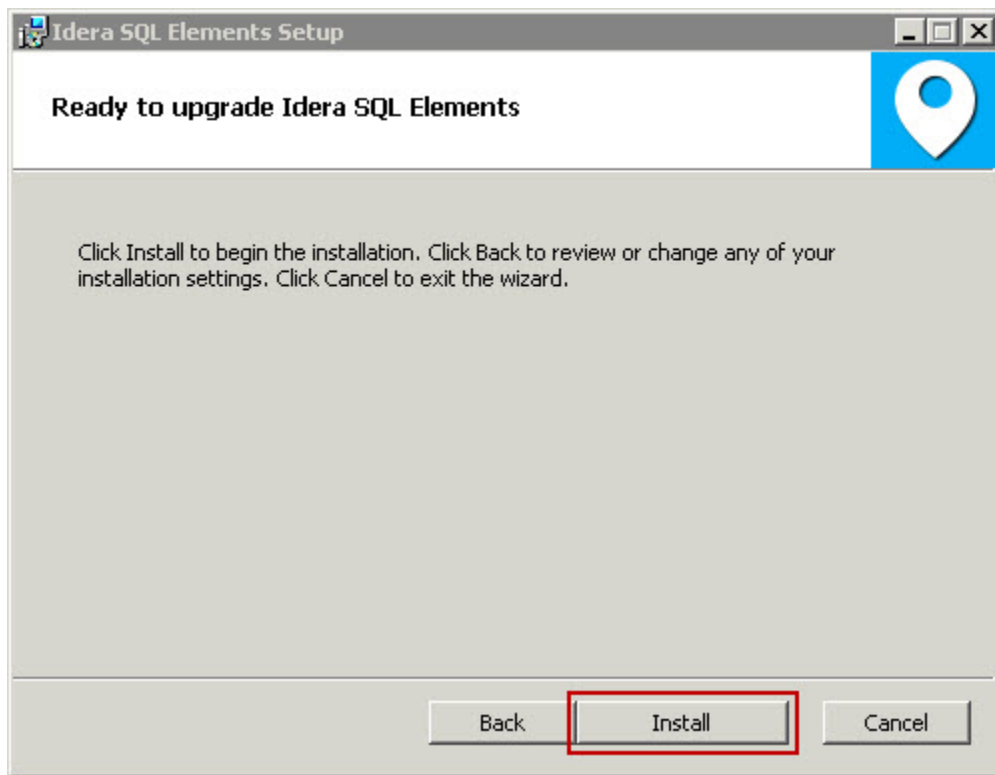 Idera SQL Elements Setup
Ready to upgrade Idera SQL Elements
Click Install to begin the installation. Click Back to review or change any of your
installation settings. Click Cancel to exit the wizard.
Back Install Cancel